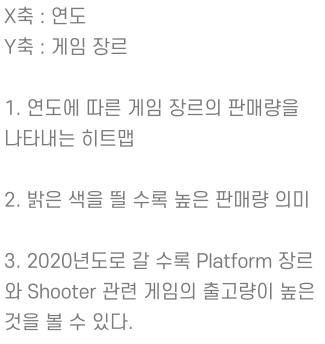 X축 : 연도
Y축 : 게임 장르
1. 연도에 따른 게임 장르의 판매량을
나타내는 히트맵
2. 밝은 색을 띌 수록 높은 판매량 의미
3. 2020년도로 갈 수록 Platform 장르
와 Shooter 관련 게임의 출고량이 높은
것을 볼 수 있다.